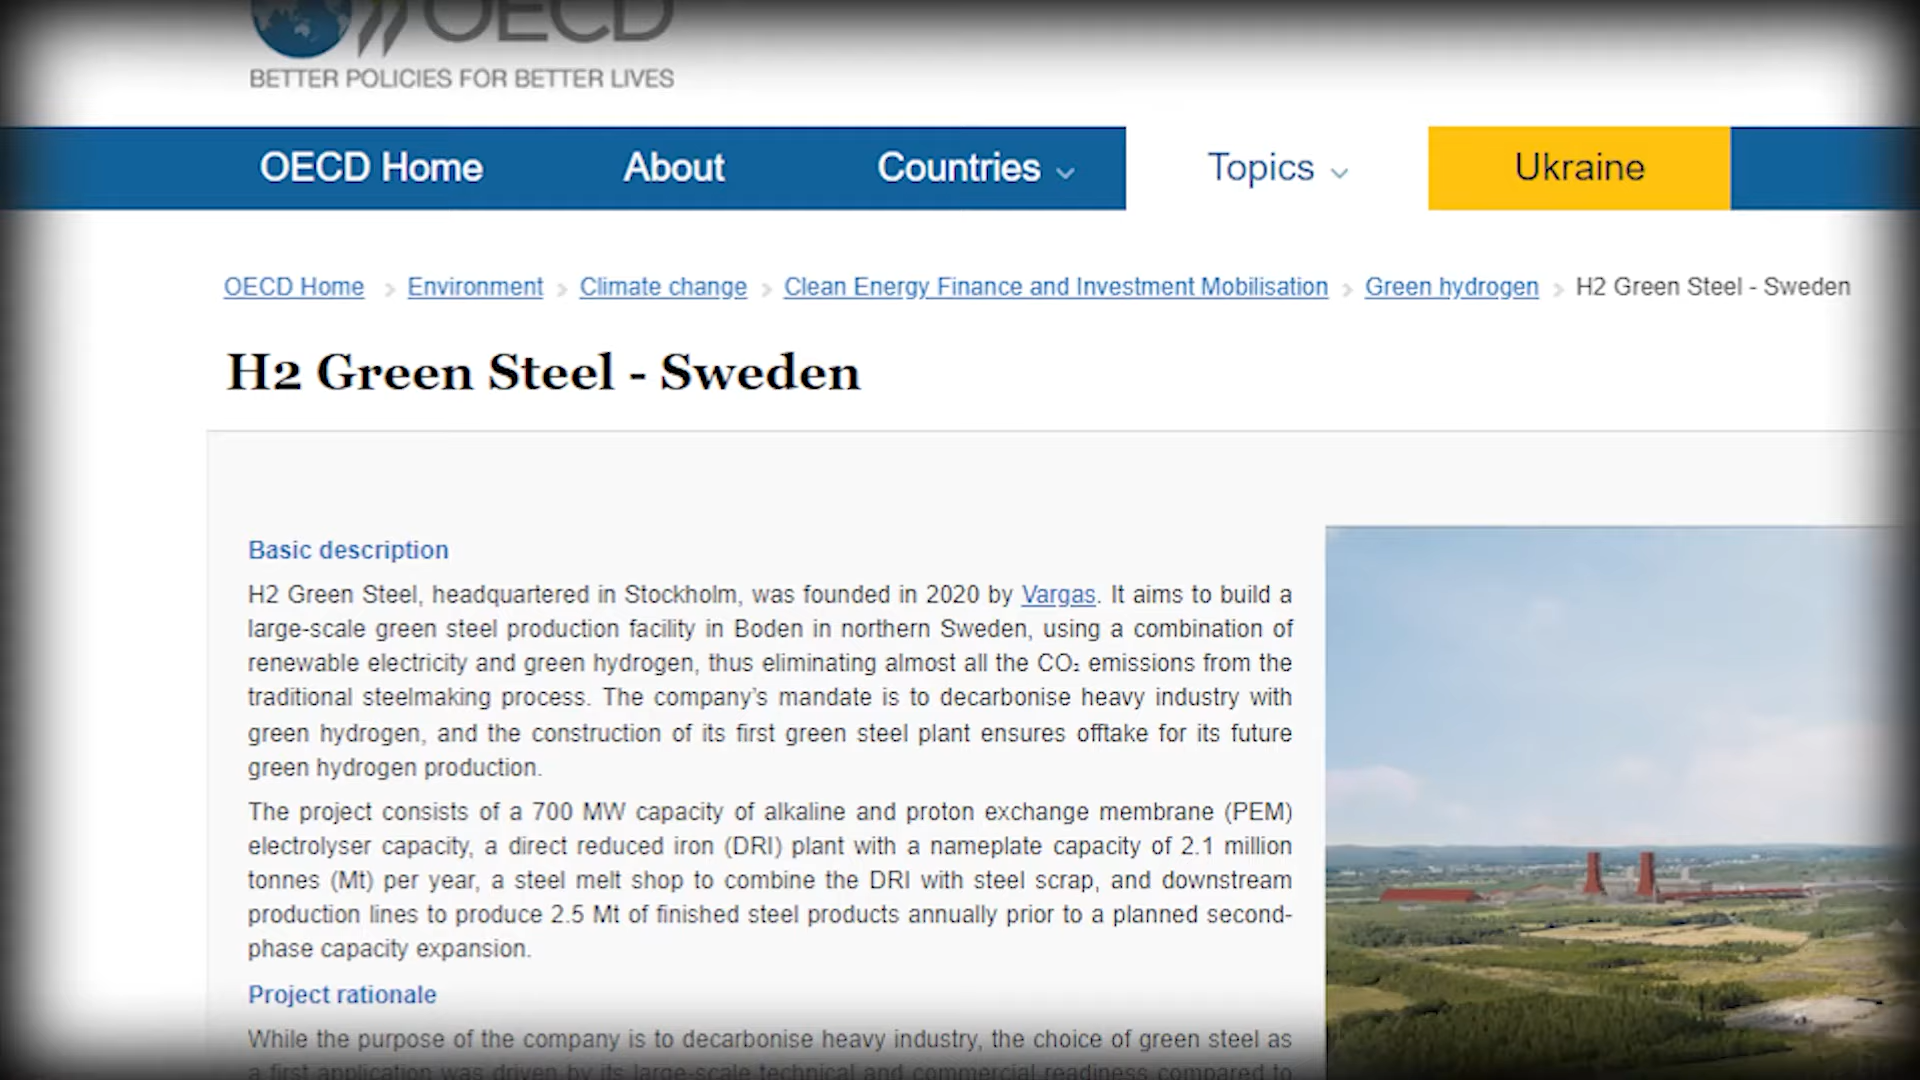 OECD
BETTER POLICIES FOR BETTER LIVES
OECD Home About Countries Topics Ukraine
OECD Home > Environment > Climate change > Clean Energy Finance and Investment Mobilisation > Green hydrogen > H2 Green Steel - Sweden
H2 Green Steel - Sweden
Basic description
H2 Green Steel, headquartered in Stockholm, was founded in 2020 by Vargas. It aims to build a
large-scale green steel production facility in Boden in northern Sweden, using a combination of
renewable electricity and green hydrogen, thus eliminating almost all the CO₂ emissions from the
traditional steelmaking process. The company’s mandate is to decarbonise heavy industry with
green hydrogen, and the construction of its first green steel plant ensures offtake for its future
green hydrogen production.
The project consists of a 700 MW capacity of alkaline and proton exchange membrane (PEM)
electrolyser capacity, a direct reduced iron (DRI) plant with a nameplate capacity of 2.1 million
tonnes (Mt) per year, a steel melt shop to combine the DRI with steel scrap, and downstream
production lines to produce 2.5 Mt of finished steel products annually prior to a planned second-
phase capacity expansion.
Project rationale
While the purpose of the company is to decarbonise heavy industry, the choice of green steel as
a first application was driven by its large-scale technical and commercial readiness compared to